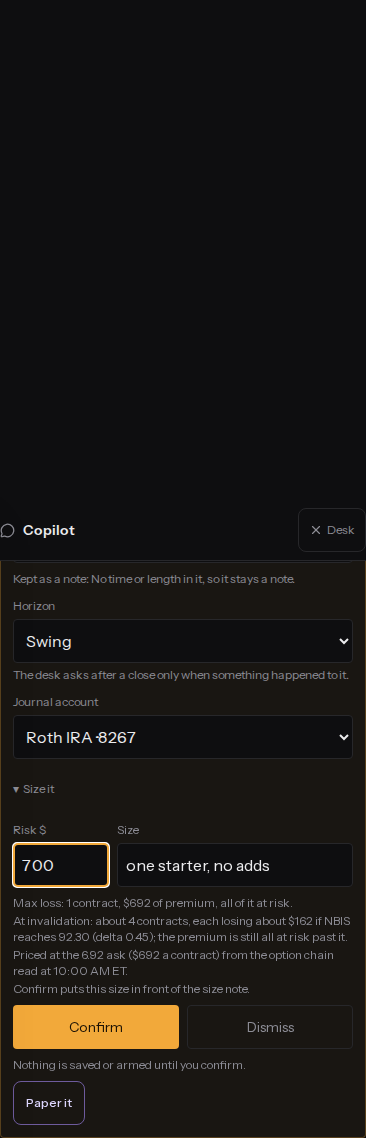 Copilot
Desk
Kept as a note: No time or length in it, so it stays a note.
Horizon
Swing
The desk asks after a close only when something happened to it.
Journal account
Roth IRA ·8267
▾ Size it
Risk $
Size
700
one starter, no adds
Max loss: 1 contract, $692 of premium, all of it at risk.
At invalidation: about 4 contracts, each losing about $162 if NBIS
reaches 92.30 (delta 0.45); the premium is still all at risk past it.
Priced at the 6.92 ask ($692 a contract) from the option chain
read at 10:00 AM ET.
Confirm puts this size in front of the size note.
Confirm
Dismiss
Nothing is saved or armed until you confirm.
Paper it